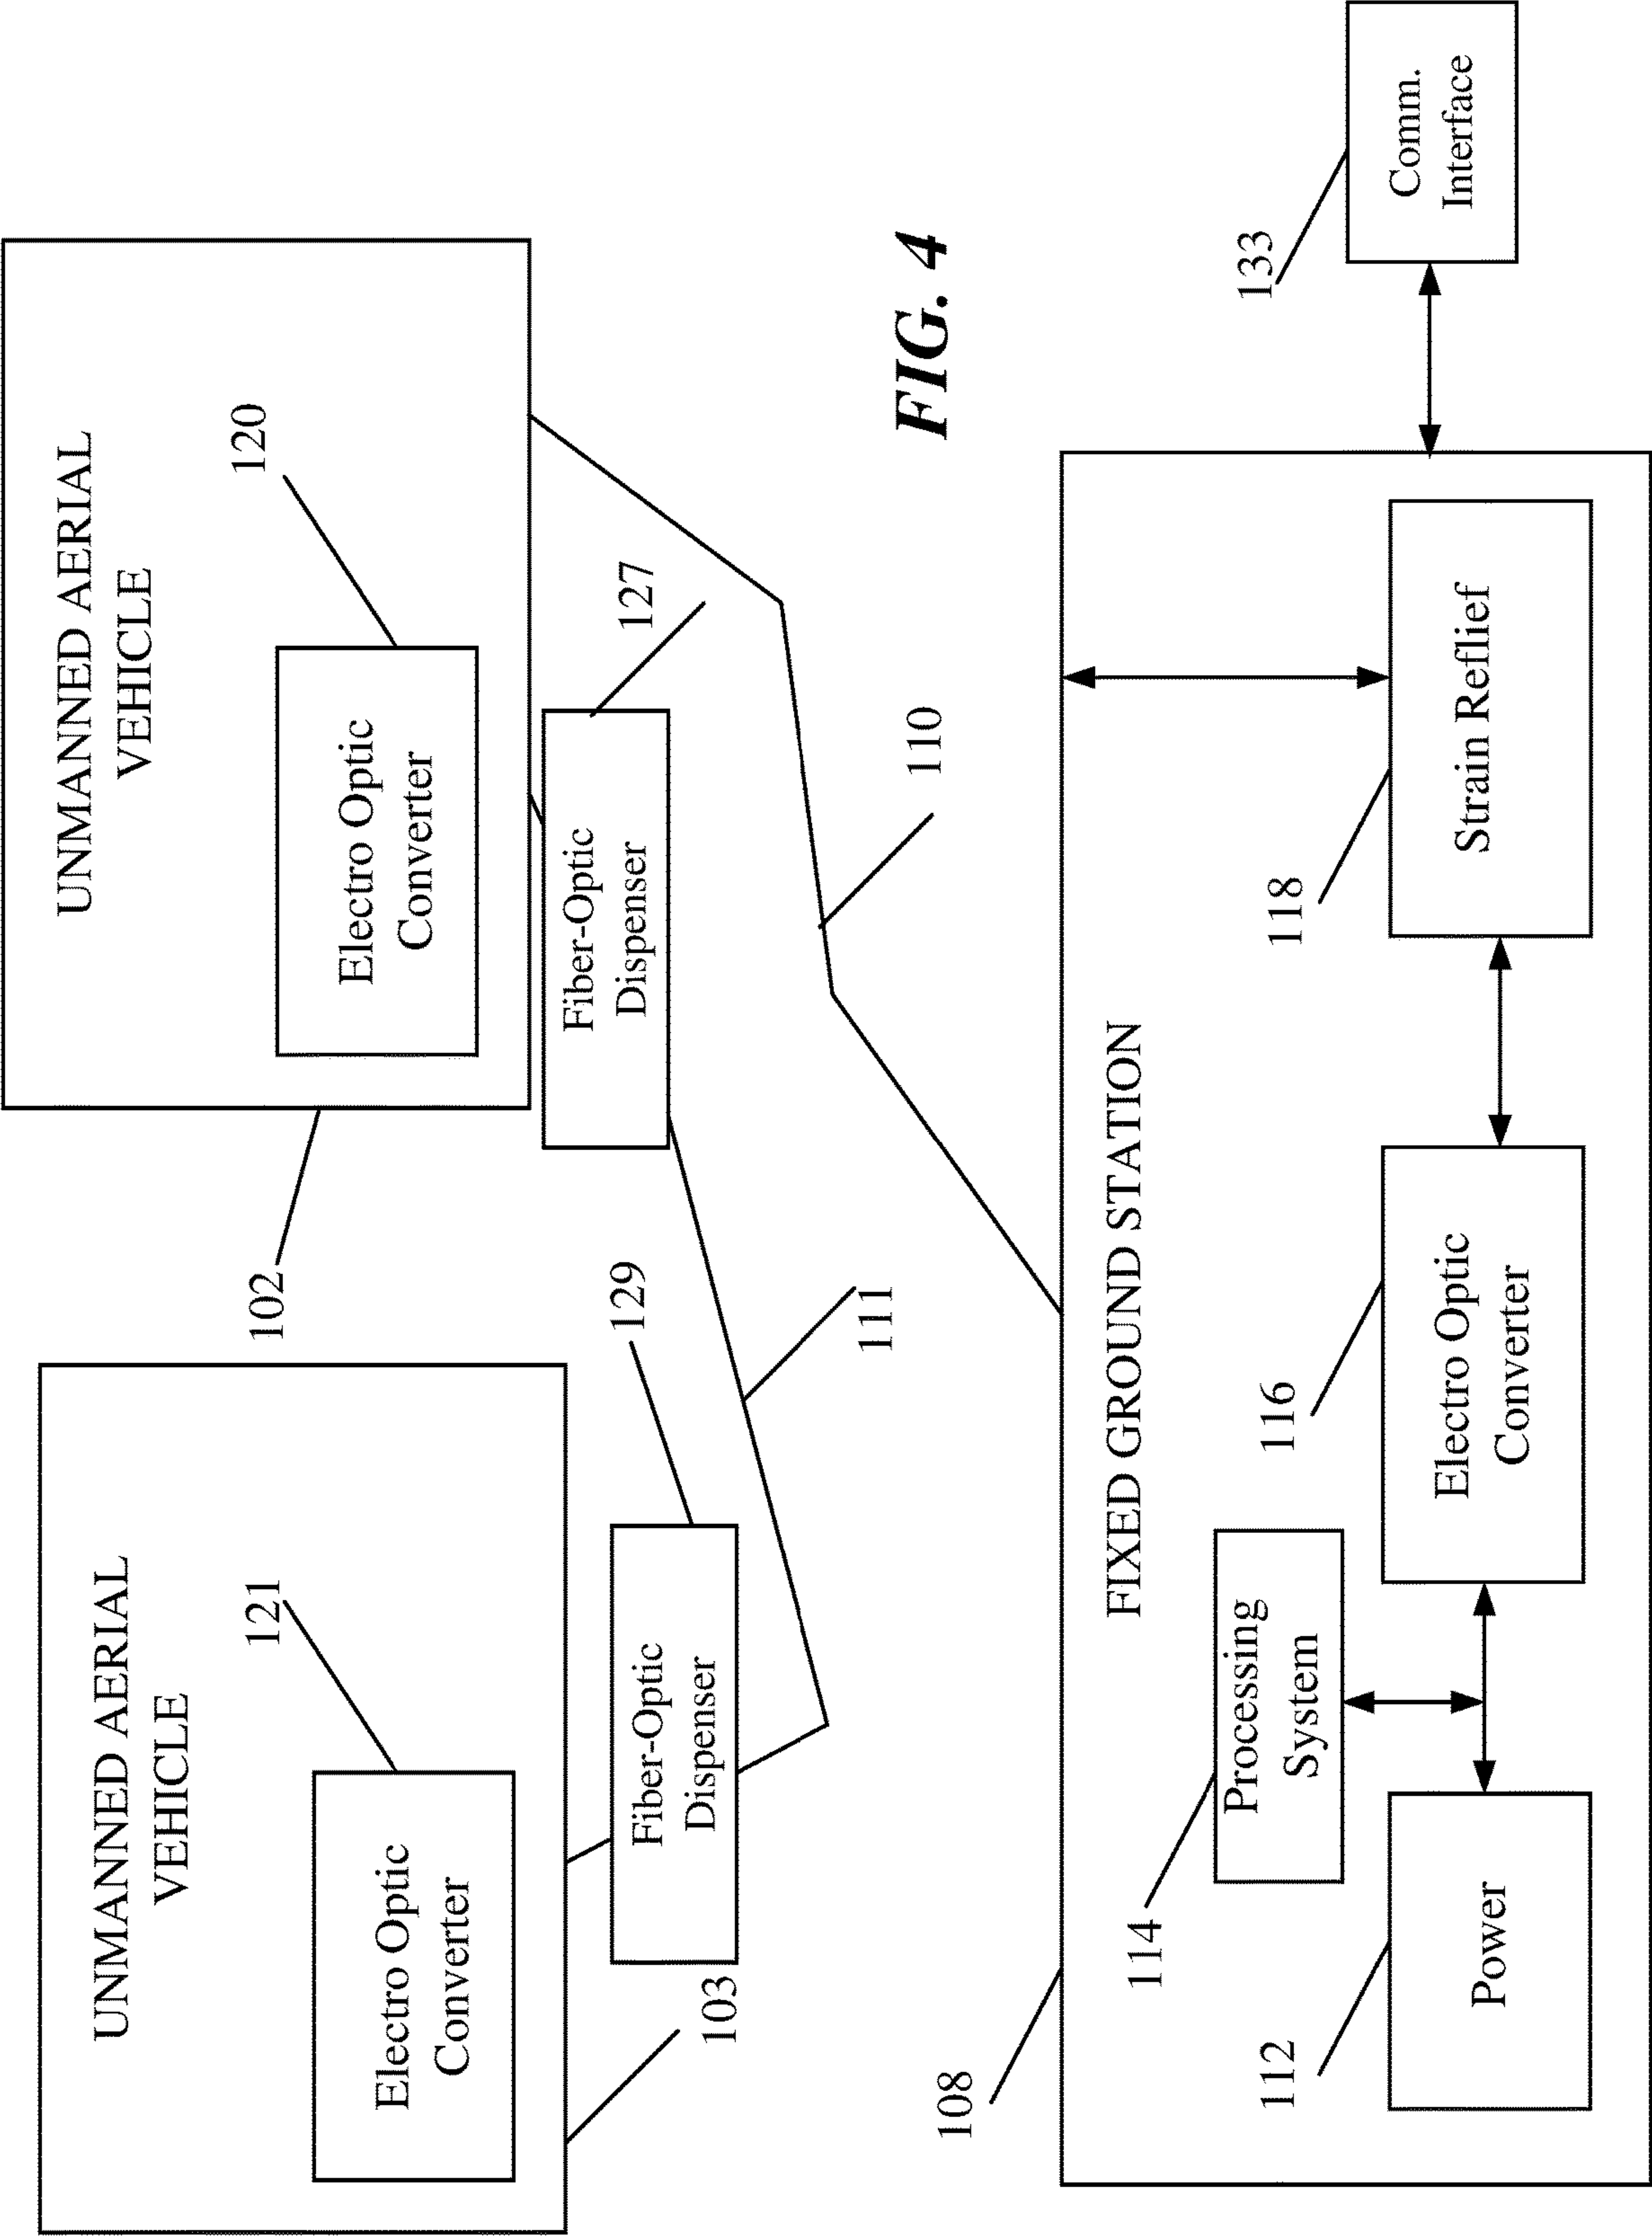 UNMANNED AERIAL
VEHICLE
121
Electro Optic
Converter
103
Fiber-Optic
Dispenser
129
111
UNMANNED AERIAL
VEHICLE
120
Electro Optic
Converter
102
Fiber-Optic
Dispenser
127
110
FIG. 4
108
FIXED GROUND STATION
114
Processing
System
112
Power
116
Electro Optic
Converter
118
Strain Reflief
133
Comm.
Interface